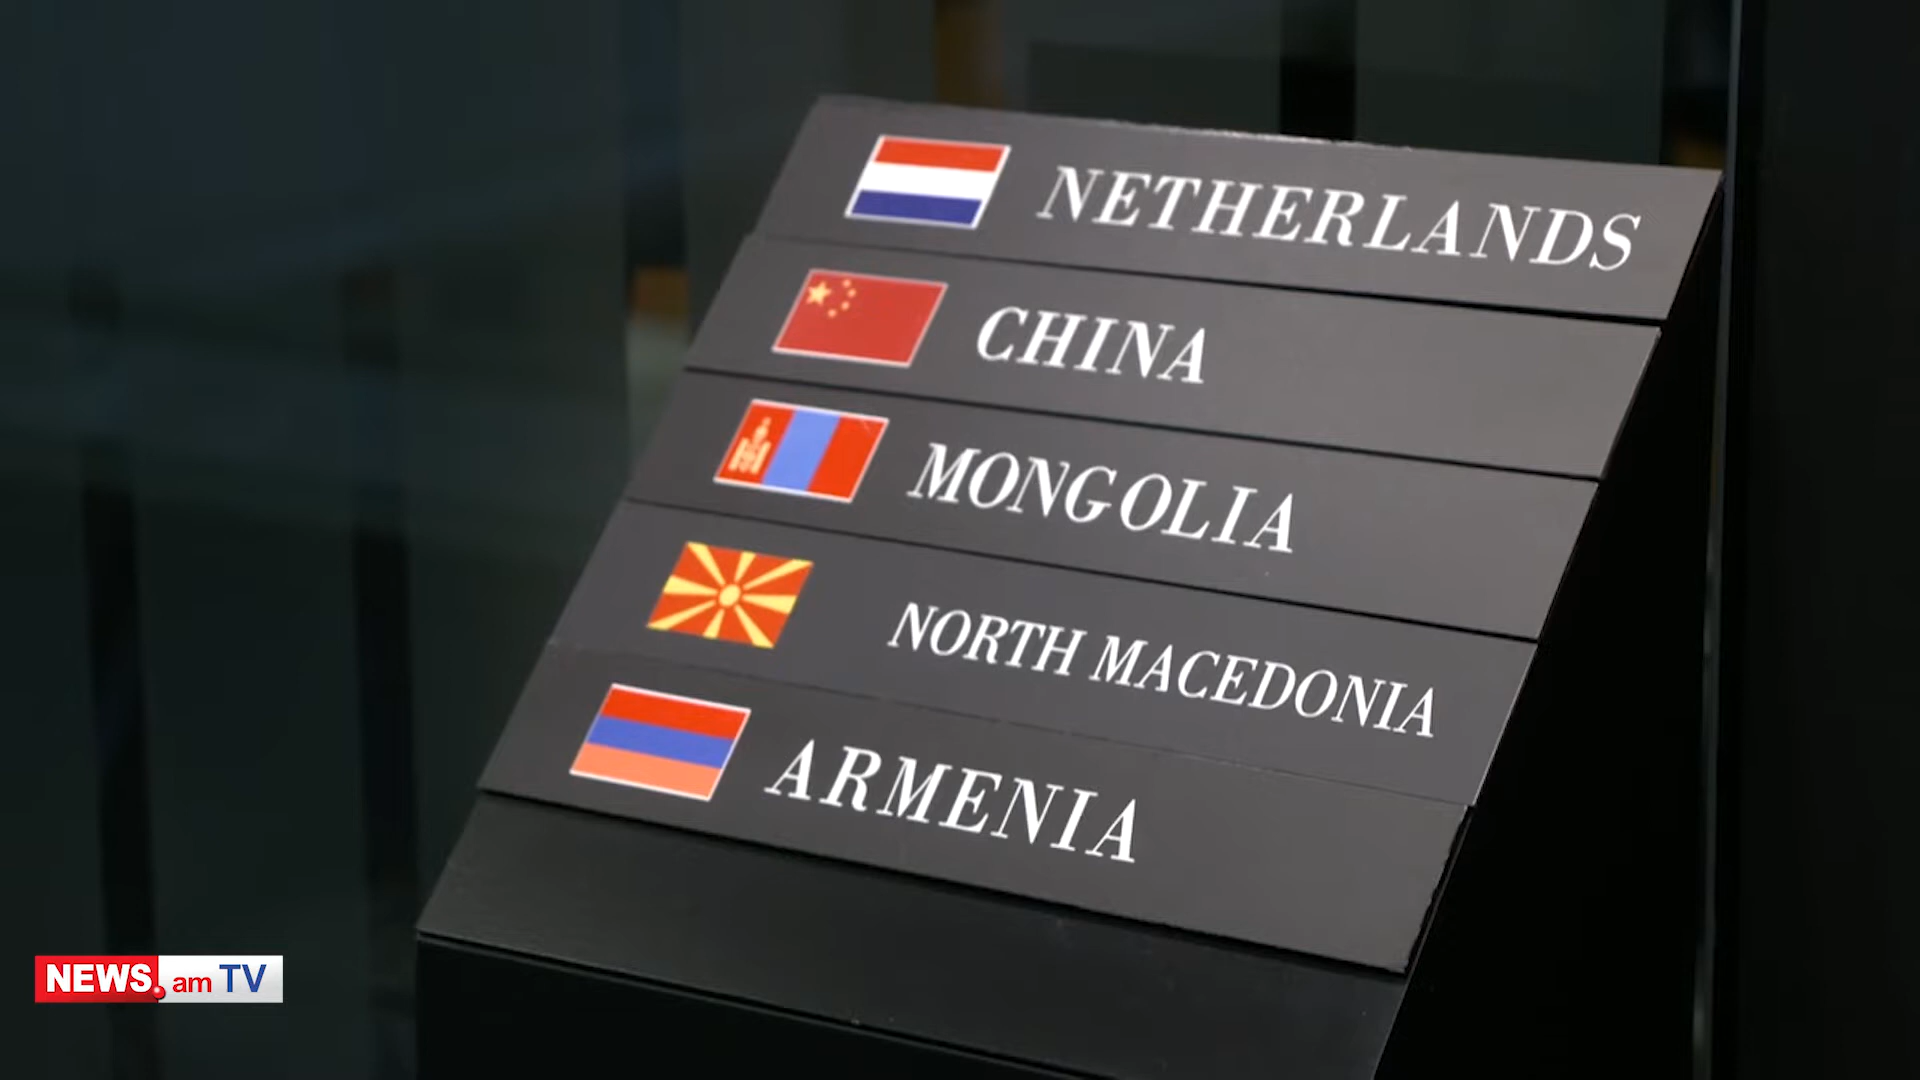 NETHERLANDS
CHINA
MONGOLIA
NORTH MACEDONIA
ARMENIA
NEWS.am TV